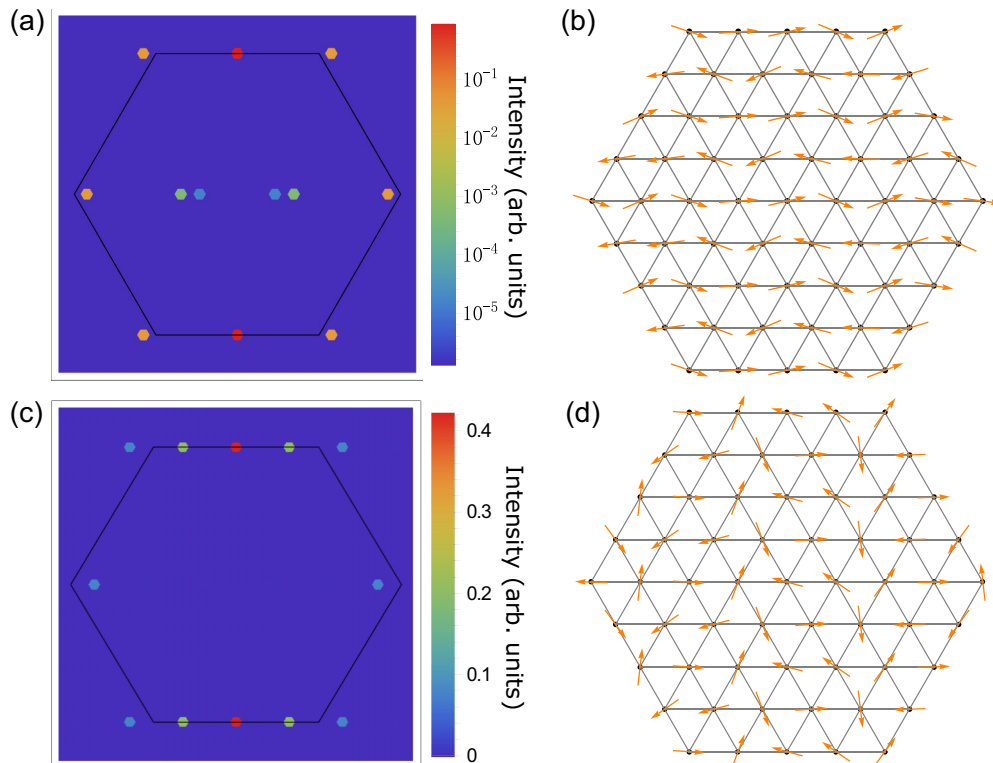 (a)
10⁻¹
10⁻²
10⁻³
10⁻⁴
10⁻⁵
Intensity (arb. units)
(b)
(c)
0.4
0.3
0.2
0.1
0
Intensity (arb. units)
(d)